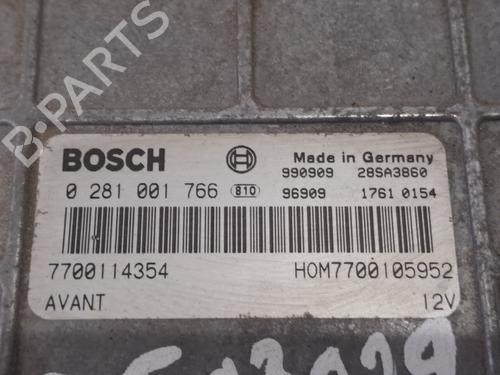 B-PARTS
BOSCH
Made in Germany
990909 28SA3860
0 281 001 766 810
96909 1761 0154
7700114354 HOM7700105952
AVANT 12V